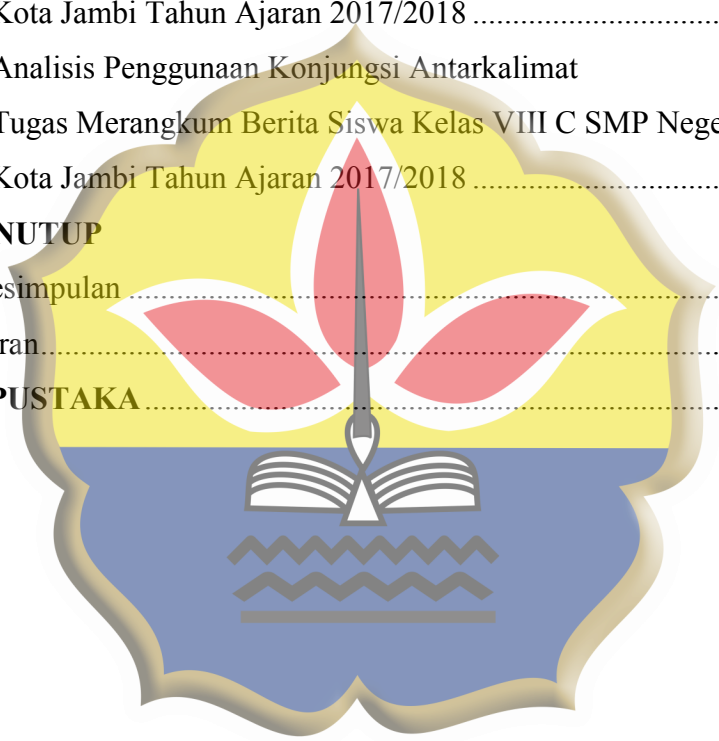 Kota Jambi Tahun Ajaran 2017/2018 ..............................
Analisis Penggunaan Konjungsi Antarkalimat
Tugas Merangkum Berita Siswa Kelas VIII C SMP Nege
Kota Jambi Tahun Ajaran 2017/2018 ..............................
NUTUP
esimpulan ..............................
ran..............................
PUSTAKA ..............................